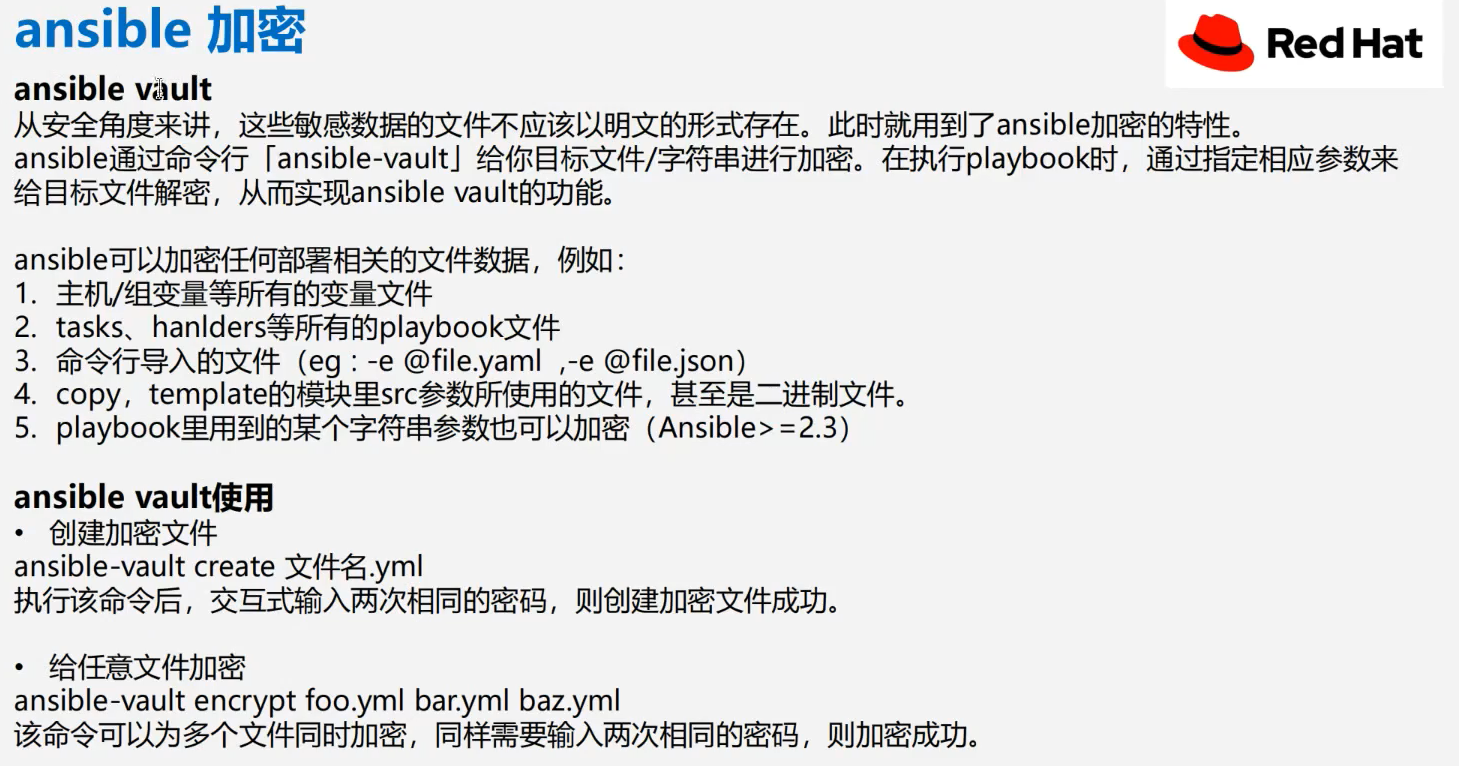 ansible 加密
Red Hat
ansible vault
从安全角度来讲，这些敏感数据的文件不应该以明文的形式存在。此时就用到了ansible加密的特性。
ansible通过命令行「ansible-vault」给你目标文件/字符串进行加密。在执行playbook时，通过指定相应参数来
给目标文件解密，从而实现ansible vault的功能。
ansible可以加密任何部署相关的文件数据，例如：
1. 主机/组变量等所有的变量文件
2. tasks、hanlders等所有的playbook文件
3. 命令行导入的文件（eg : -e @file.yaml ,-e @file.json）
4. copy，template的模块里src参数所使用的文件，甚至是二进制文件。
5. playbook里用到的某个字符串参数也可以加密（Ansible>=2.3）
ansible vault使用
• 创建加密文件
ansible-vault create 文件名.yml
执行该命令后，交互式输入两次相同的密码，则创建加密文件成功。
• 给任意文件加密
ansible-vault encrypt foo.yml bar.yml baz.yml
该命令可以为多个文件同时加密，同样需要输入两次相同的密码，则加密成功。